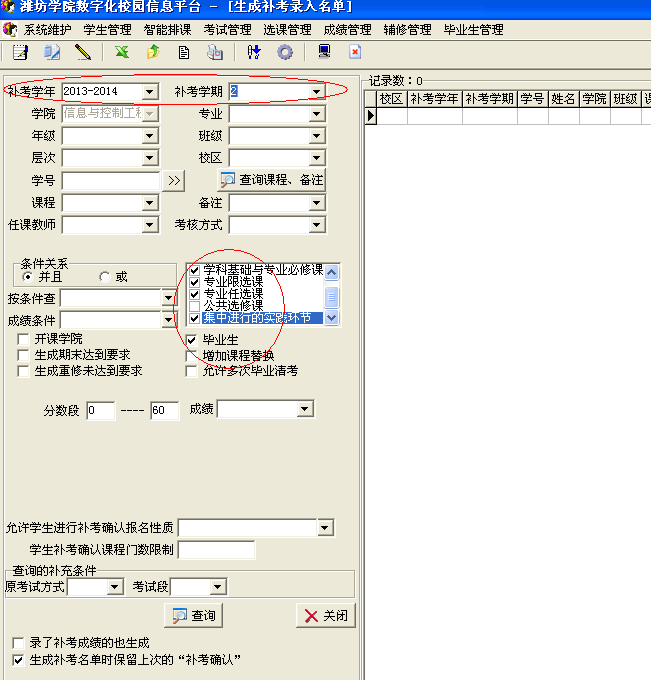 潍坊学院数字化校园信息平台 - [生成补考录入名单]
系统维护 学生管理 智能排课 考试管理 选课管理 成绩管理 辅修管理 毕业生管理
补考学年 2013-2014 补考学期 2
记录数：0
校区 补考学年 补考学期 学号 姓名 学院 班级
学院 信息与控制工程 专业
年级 班级
层次 校区
学号 >> 查询课程、备注
课程 备注
任课教师 考核方式
条件关系
并且 或
学科基础与专业必修课
专业限选课
专业任选课
公共选修课
集中进行的实践环节
按条件查
成绩条件
开课学院 毕业生
生成期末达到要求 增加课程替换
生成重修未达到要求 允许多次毕业清考
分数段 0 ---- 60 成绩
允许学生进行补考确认报名性质
学生补考确认课程门数限制
查询的补充条件
原考试方式 考试段
查询 关闭
录了补考成绩的也生成
生成补考名单时保留上次的“补考确认”